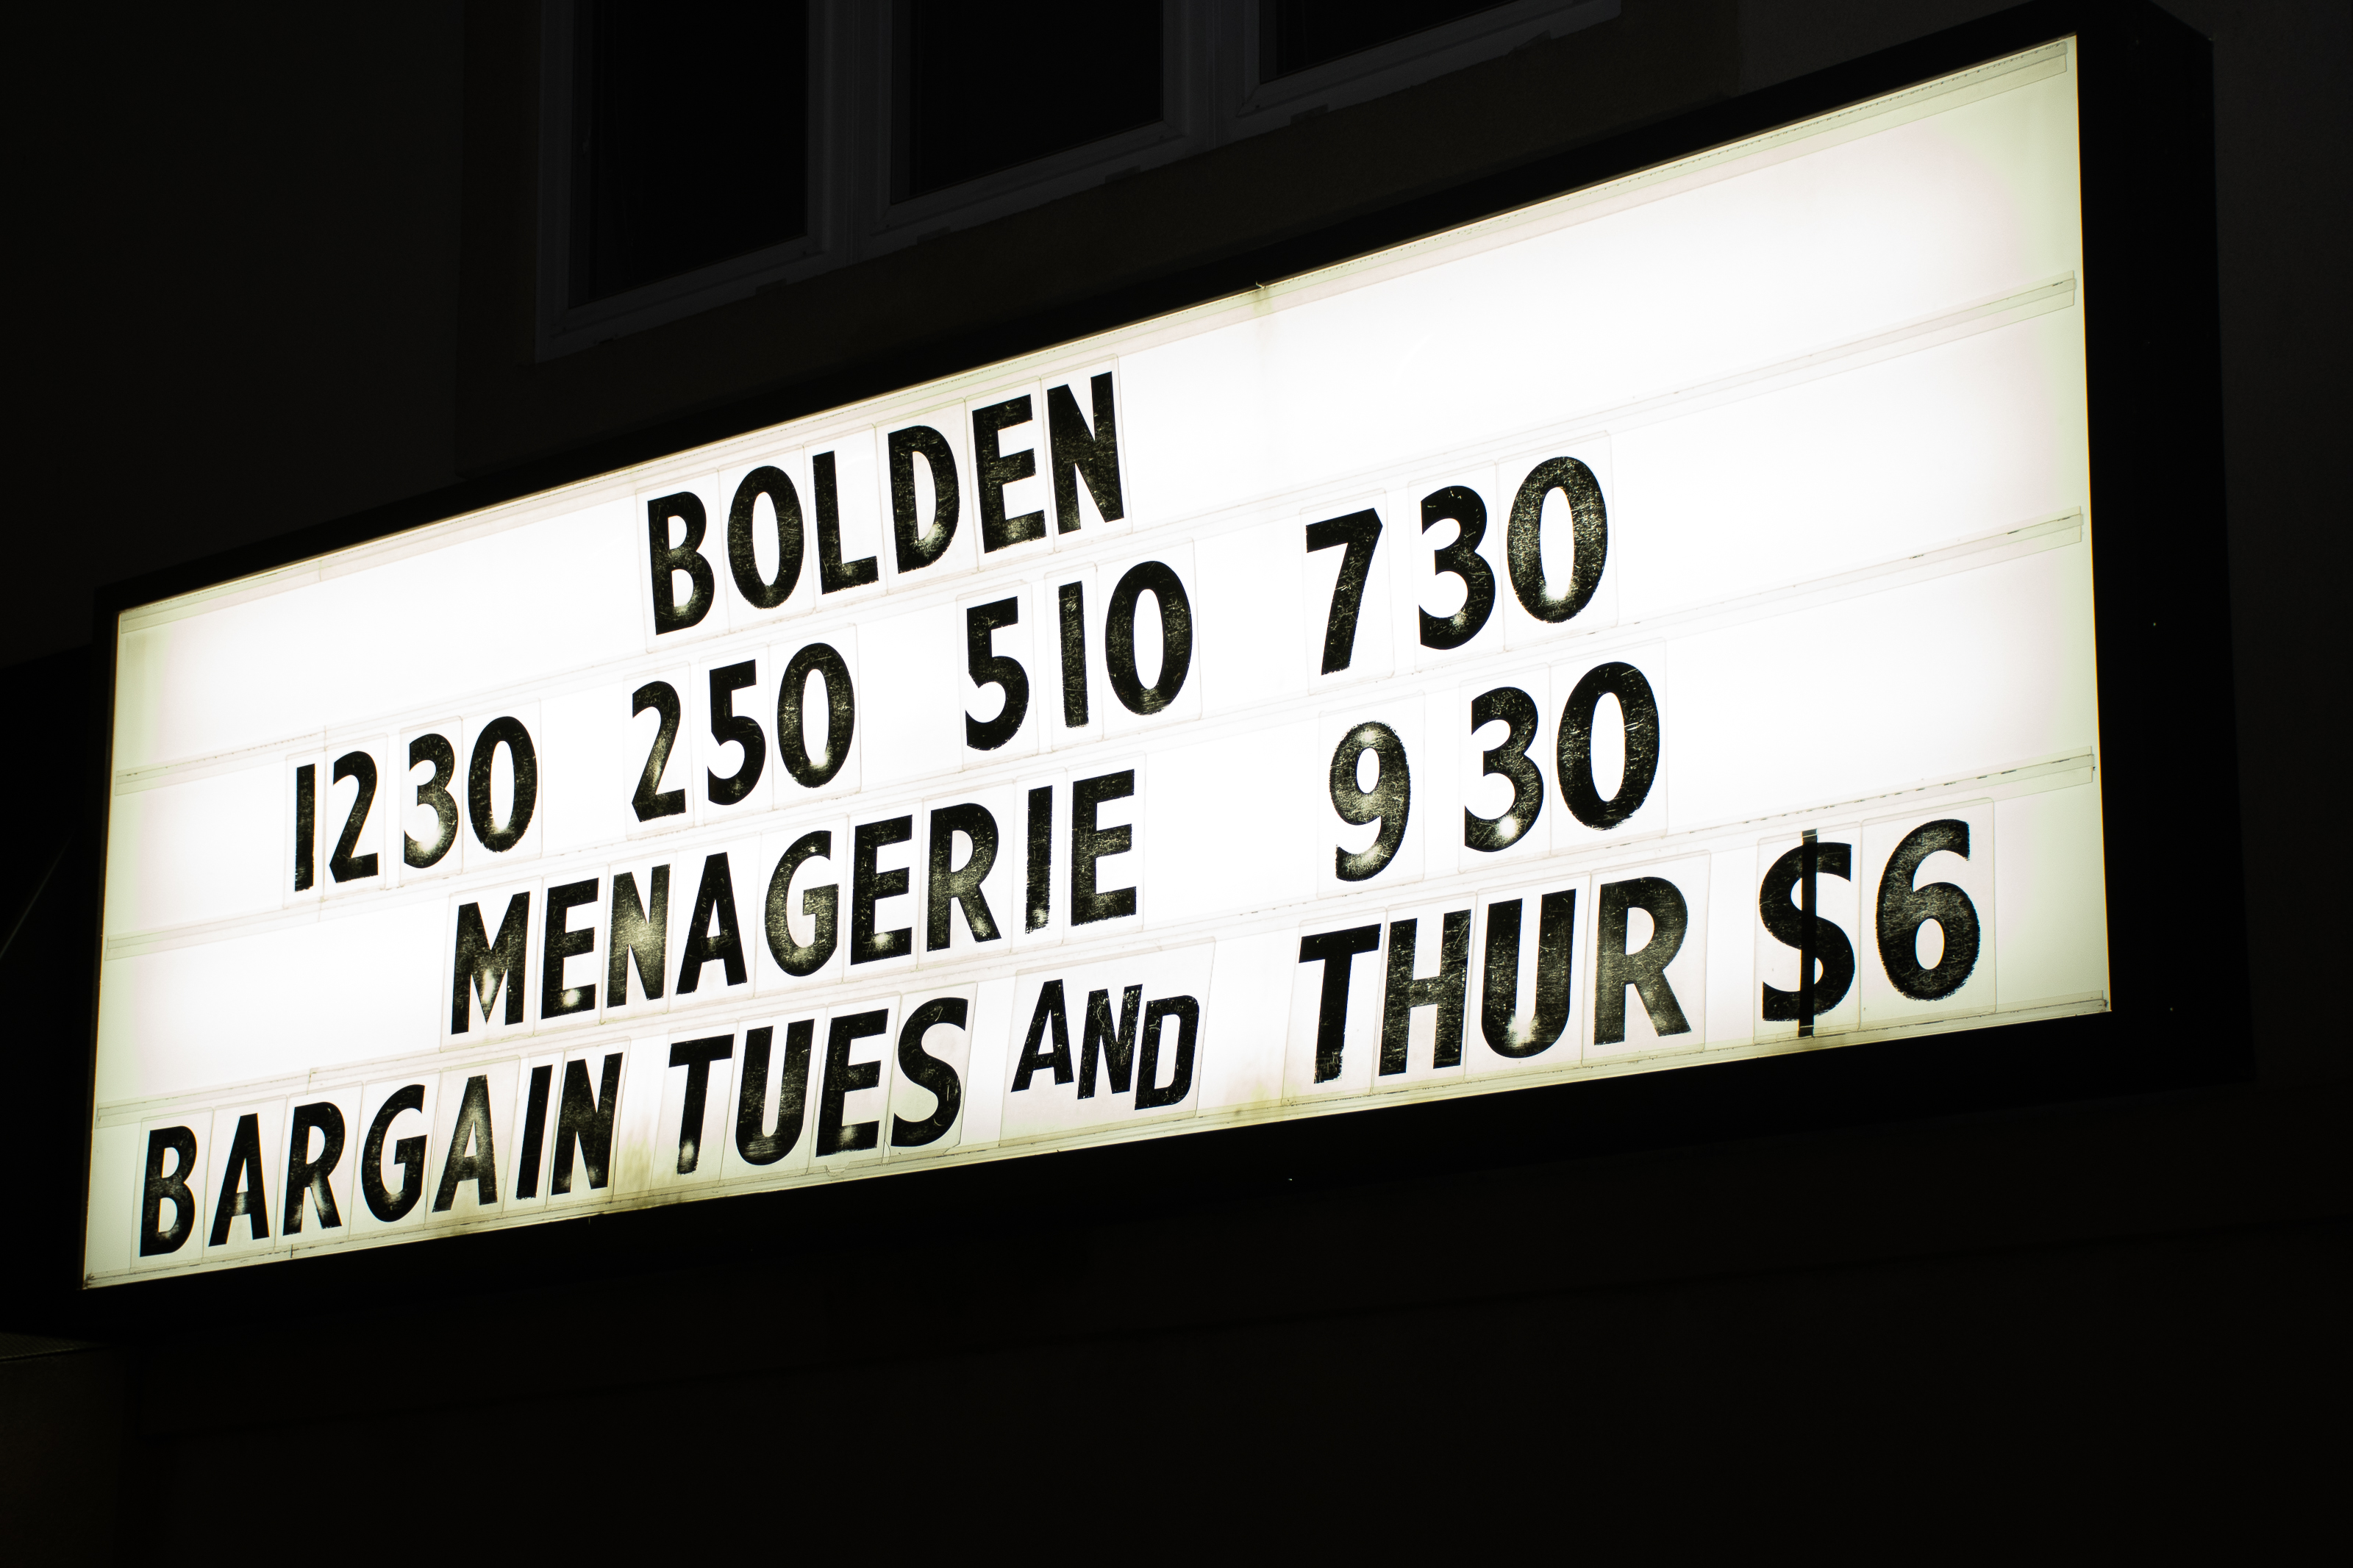 BOLDEN
1230 250 510 730
MENAGERIE 930
BARGAIN TUES AND THUR $6